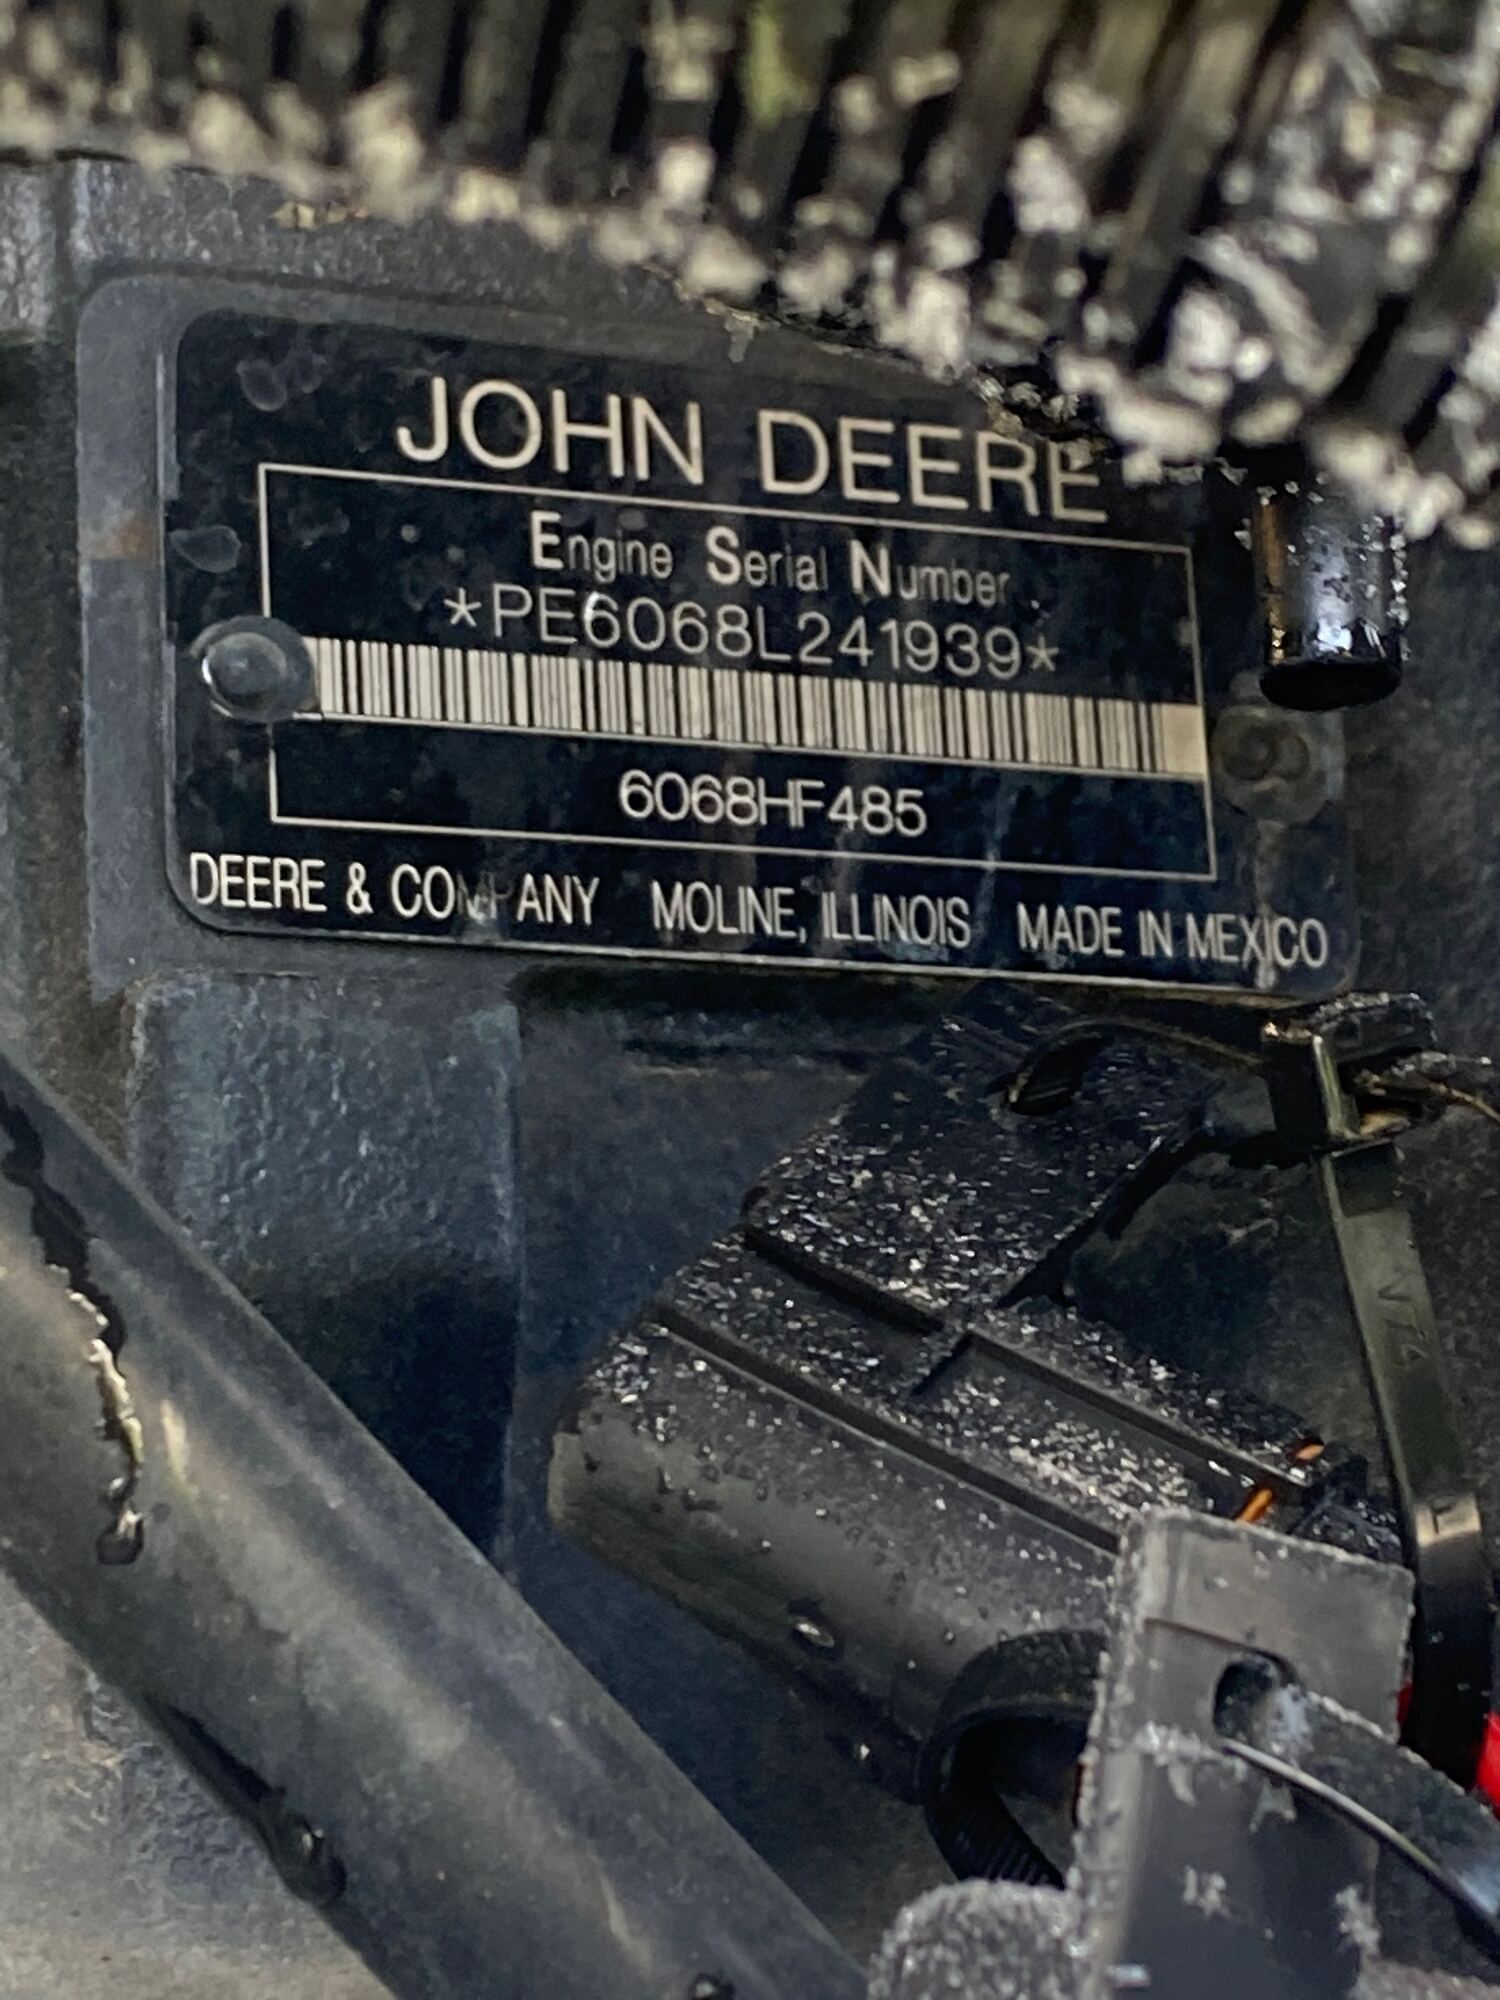 JOHN DEERE
Engine Serial Number
*PE6068L241939*
6068HF485
DEERE & COMPANY MOLINE, ILLINOIS MADE IN MEXICO